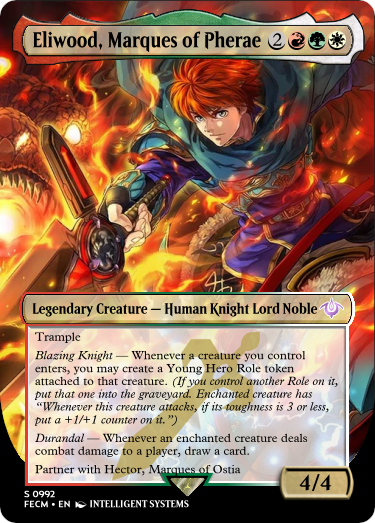 Eliwood, Marques of Pherae 2
Legendary Creature — Human Knight Lord Noble
Trample
Blazing Knight — Whenever a creature you control
enters, you may create a Young Hero Role token
attached to that creature. (If you control another Role on it,
put that one into the graveyard. Enchanted creature has
“Whenever this creature attacks, if its toughness is 3 or less,
put a +1/+1 counter on it.”)
Durandal — Whenever an enchanted creature deals
combat damage to a player, draw a card.
Partner with Hector, Marques of Ostia
4/4
S 0992
FECM • EN INTELLIGENT SYSTEMS